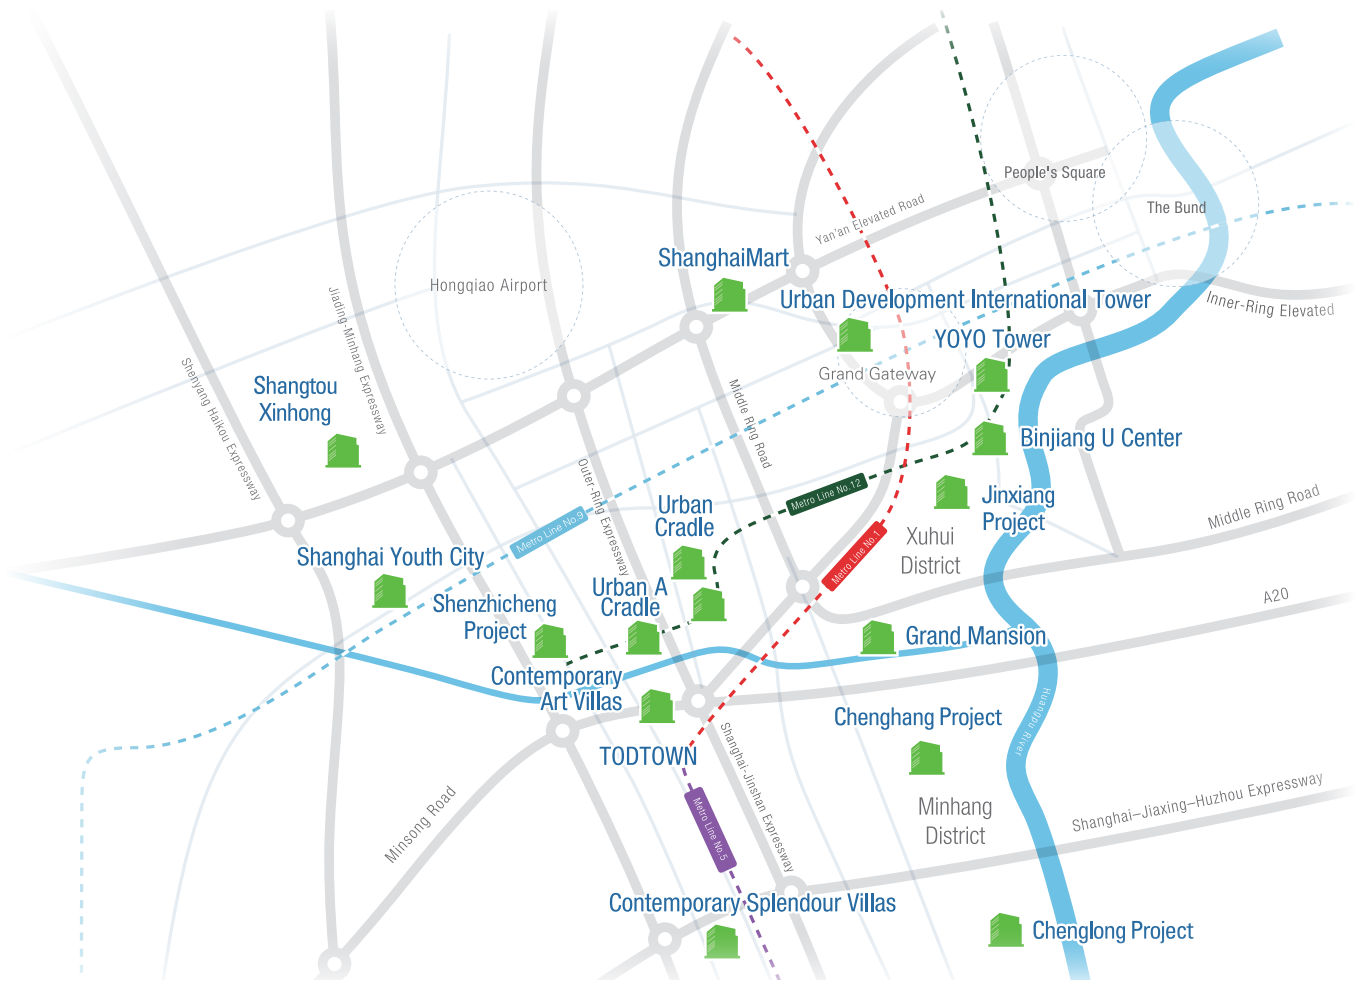 People's Square
The Bund
Yan'an Elevated Road
ShanghaiMart
Hongqiao Airport
Urban Development International Tower
Inner-Ring Elevated
YOYO Tower
Jiading-Minhang Expressway
Shenyang Haikou Expressway
Grand Gateway
Shangtou
Xinhong
Middle Ring Road
Binjiang U Center
Outer-Ring Expressway
Metro Line No.12
Jinxiang
Project
Middle Ring Road
Urban
Cradle
Metro Line No.9
Xuhui
District
Metro Line No.1
Shanghai Youth City
Urban A
Cradle
A20
Shenzhicheng
Project
Grand Mansion
Contemporary
Art Villas
Huangpu River
Chenghang Project
TODTOWN
Shanghai-Jinshan Expressway
Metro Line No.5
Minsong Road
Minhang
District
Shanghai–Jiaxing–Huzhou Expressway
Contemporary Splendour Villas
Chenglong Project